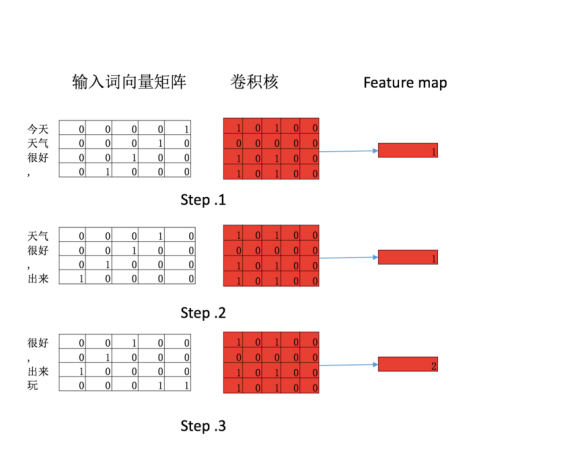 输入词向量矩阵 卷积核 Feature map
今天 0 0 0 0 1 1 0 1 0 0
天气 0 0 0 1 0 0 0 0 0 0 1
很好 0 0 1 0 0 1 0 1 0 0
, 0 1 0 0 0 1 0 1 0 0
Step .1
天气 0 0 0 1 0 1 0 1 0 0
很好 0 0 1 0 0 0 0 0 0 0 1
, 0 1 0 0 0 1 0 1 0 0
出来 1 0 0 0 0 1 0 1 0 0
Step .2
很好 0 0 1 0 0 1 0 1 0 0
, 0 1 0 0 0 0 0 0 0 0 2
出来 1 0 0 0 0 1 0 1 0 0
玩 0 0 0 1 1 1 0 1 0 0
Step .3